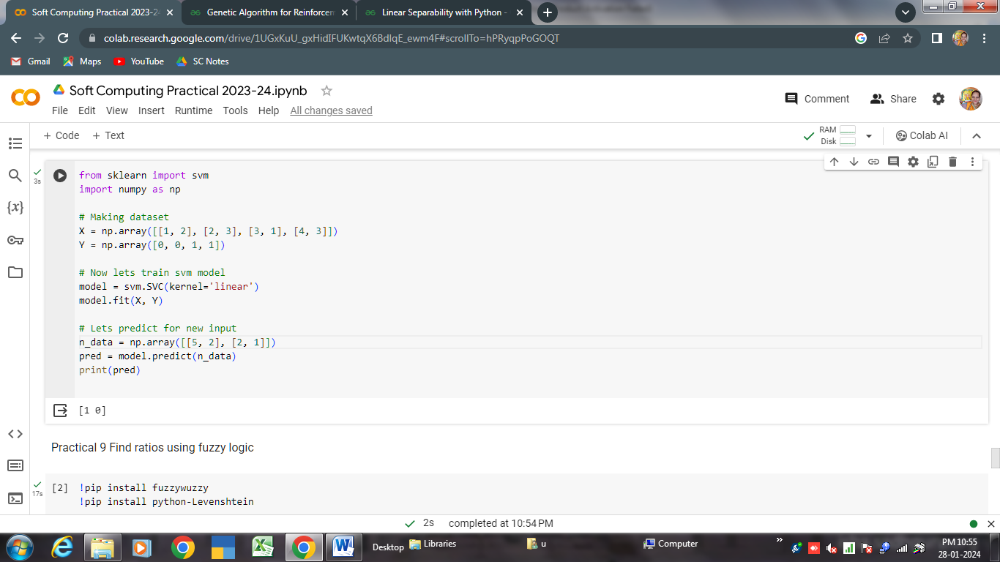 Soft Computing Practical 2023-24
Genetic Algorithm for Reinforcem
Linear Separability with Python -
colab.research.google.com/drive/1UGxKuU_gxHidIFUKwtqX6BdIqE_ewm4F#scrollTo=hPRyqpPoGOQT
Gmail Maps YouTube SC Notes
Soft Computing Practical 2023-24.ipynb
Comment Share
File Edit View Insert Runtime Tools Help All changes saved
+ Code + Text
RAM
Disk
Colab AI
3s
from sklearn import svm
import numpy as np
# Making dataset
X = np.array([[1, 2], [2, 3], [3, 1], [4, 3]])
Y = np.array([0, 0, 1, 1])
# Now lets train svm model
model = svm.SVC(kernel='linear')
model.fit(X, Y)
# Lets predict for new input
n_data = np.array([[5, 2], [2, 1]])
pred = model.predict(n_data)
print(pred)
[1 0]
Practical 9 Find ratios using fuzzy logic
17s
[2] !pip install fuzzywuzzy
!pip install python-Levenshtein
2s completed at 10:54 PM
Desktop Libraries u Computer
PM 10:55
28-01-2024